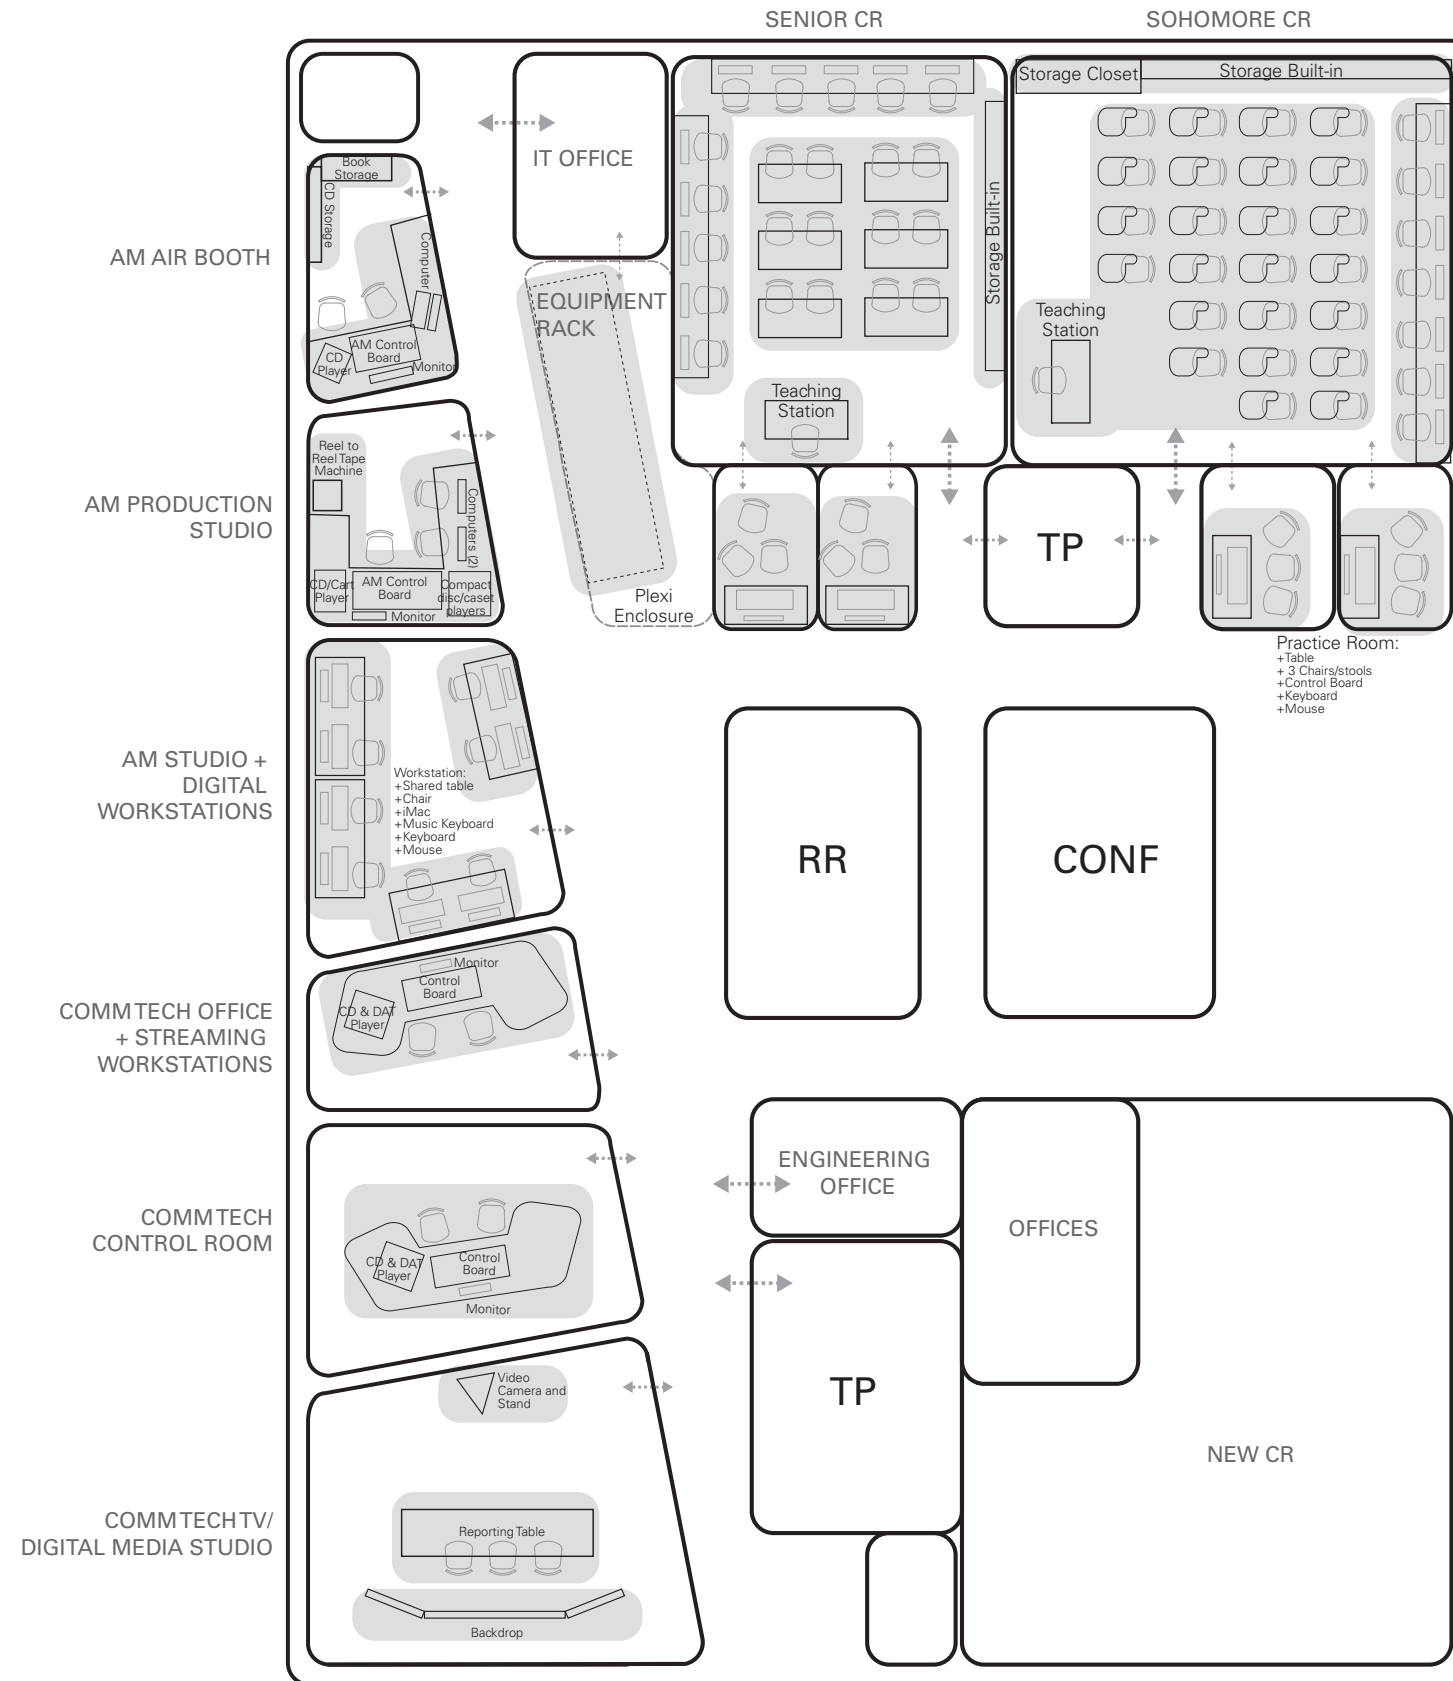 SENIOR CR
SOHOMORE CR
Storage Closet
Storage Built-in
IT OFFICE
Book
Storage
CD Storage
Computer
AM AIR BOOTH
AM Control
Board
CD
Player
Monitor
EQUIPMENT
RACK
Storage Built-in
Teaching
Station
Teaching
Station
Reel to
Reel Tape
Machine
AM PRODUCTION
STUDIO
Computers (2)
CD/Cart
Player
AM Control
Board
Compact
disc/caset
players
Monitor
Plexi
Enclosure
TP
Practice Room:
+Table
+ 3 Chairs/stools
+Control Board
+Keyboard
+Mouse
AM STUDIO +
DIGITAL
WORKSTATIONS
Workstation:
+Shared table
+Chair
+iMac
+Music Keyboard
+Keyboard
+Mouse
RR
CONF
COMM TECH OFFICE
+ STREAMING
WORKSTATIONS
Monitor
Control
Board
CD & DAT
Player
ENGINEERING
OFFICE
OFFICES
COMM TECH
CONTROL ROOM
CD & DAT
Player
Control
Board
Monitor
Video
Camera and
Stand
TP
NEW CR
COMM TECH TV/
DIGITAL MEDIA STUDIO
Reporting Table
Backdrop